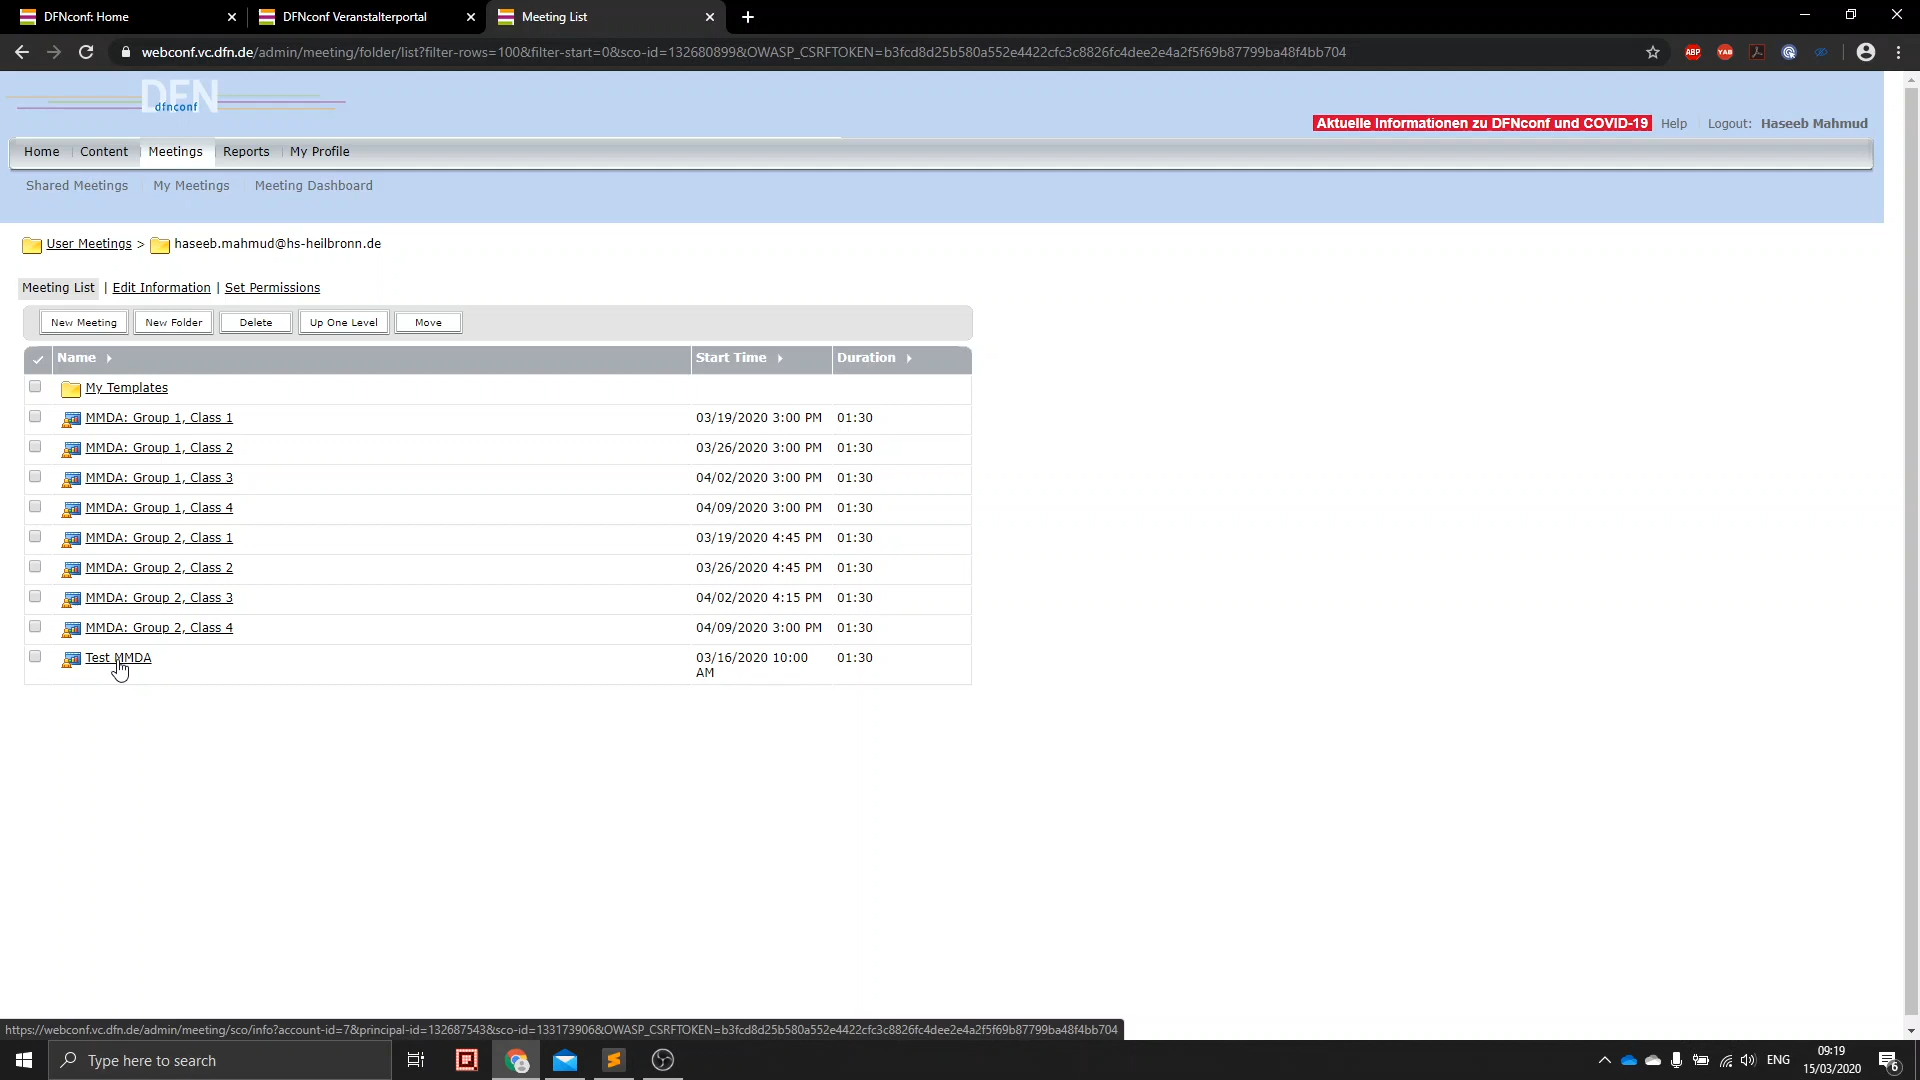 DFNconf: Home
DFNconf Veranstalterportal
Meeting List
webconf.vc.dfn.de/admin/meeting/folder/list?filter-rows=100&filter-start=0&sco-id=132680899&OWASP_CSRFTOKEN=b3fcd8d25b580a552e4422cfc3c8826fc4dee2e4a2f5f69b87799ba48f4bb704
ABP
YAB
DFN
dfnconf
Aktuelle Informationen zu DFNconf und COVID-19 Help Logout: Haseeb Mahmud
Home Content Meetings Reports My Profile
Shared Meetings My Meetings Meeting Dashboard
User Meetings > haseeb.mahmud@hs-heilbronn.de
Meeting List | Edit Information | Set Permissions
New Meeting New Folder Delete Up One Level Move
Name Start Time Duration
My Templates
MMDA: Group 1, Class 1 03/19/2020 3:00 PM 01:30
MMDA: Group 1, Class 2 03/26/2020 3:00 PM 01:30
MMDA: Group 1, Class 3 04/02/2020 3:00 PM 01:30
MMDA: Group 1, Class 4 04/09/2020 3:00 PM 01:30
MMDA: Group 2, Class 1 03/19/2020 4:45 PM 01:30
MMDA: Group 2, Class 2 03/26/2020 4:45 PM 01:30
MMDA: Group 2, Class 3 04/02/2020 4:15 PM 01:30
MMDA: Group 2, Class 4 04/09/2020 3:00 PM 01:30
Test MMDA 03/16/2020 10:00 01:30
AM
https://webconf.vc.dfn.de/admin/meeting/sco/info?account-id=7&principal-id=132687543&sco-id=133173906&OWASP_CSRFTOKEN=b3fcd8d25b580a552e4422cfc3c8826fc4dee2e4a2f5f69b87799ba48f4bb704
Type here to search
ENG
09:19
15/03/2020
6